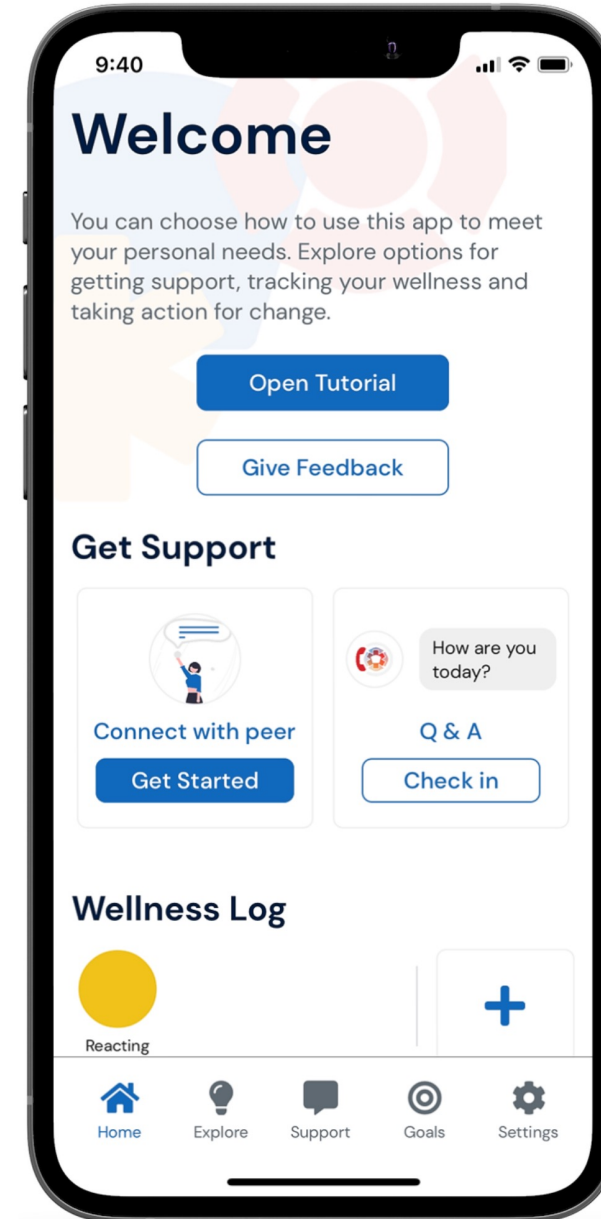 9:40
Welcome
You can choose how to use this app to meet
your personal needs. Explore options for
getting support, tracking your wellness and
taking action for change.
Open Tutorial
Give Feedback
Get Support
How are you
today?
Connect with peer
Q & A
Get Started
Check in
Wellness Log
Reacting
Home
Explore
Support
Goals
Settings